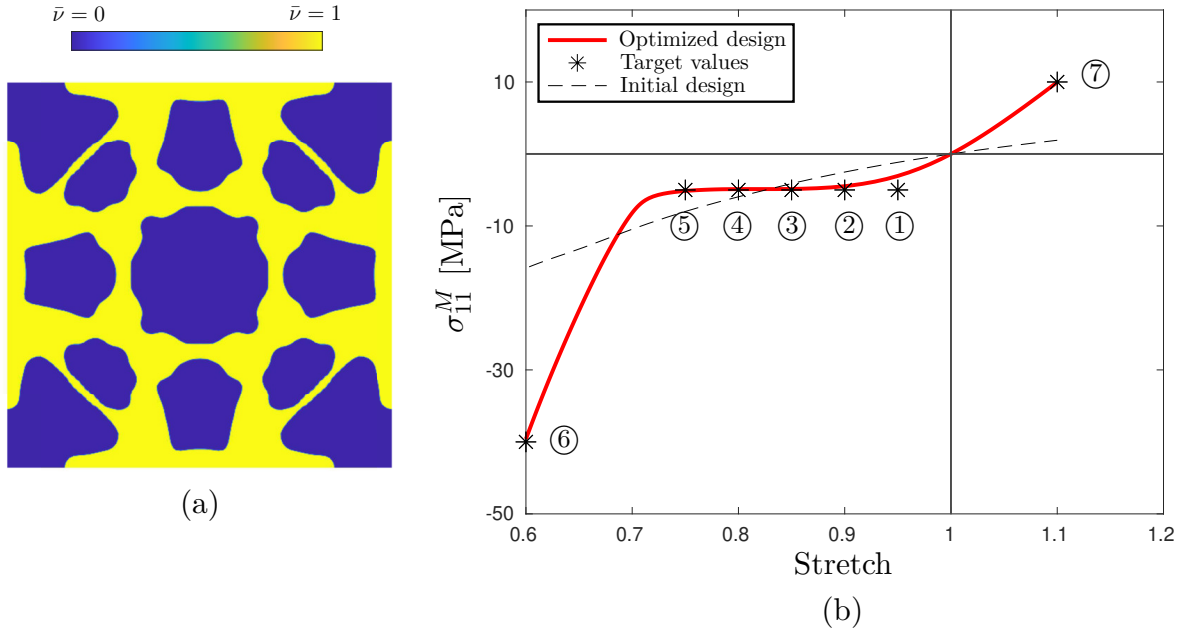 ν̄ = 0
ν̄ = 1
(a)
Optimized design
Target values
Initial design
10
-10
-30
-50
σ₁₁ᴹ [MPa]
⑦
⑤ ④ ③ ② ①
⑥
0.6 0.7 0.8 0.9 1 1.1 1.2
Stretch
(b)